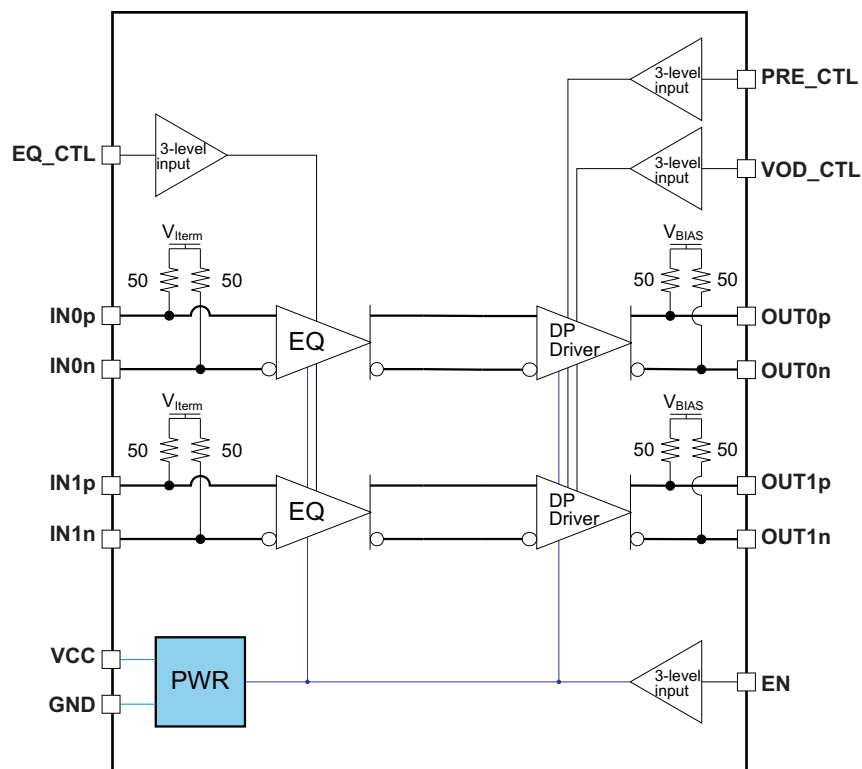 3-level
input
PRE_CTL
EQ_CTL
3-level
input
3-level
input
VOD_CTL
VIterm
50
50
VBIAS
50
50
IN0p
IN0n
EQ
DP
Driver
OUT0p
OUT0n
VIterm
50
50
VBIAS
50
50
IN1p
IN1n
EQ
DP
Driver
OUT1p
OUT1n
VCC
GND
PWR
3-level
input
EN